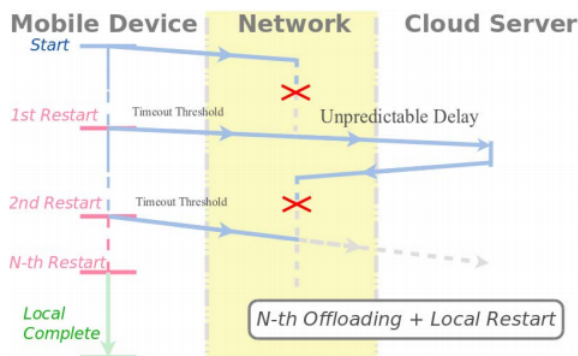 Mobile Device Network Cloud Server
Start
1st Restart Timeout Threshold Unpredictable Delay
2nd Restart Timeout Threshold
N-th Restart
Local
Complete
N-th Offloading + Local Restart